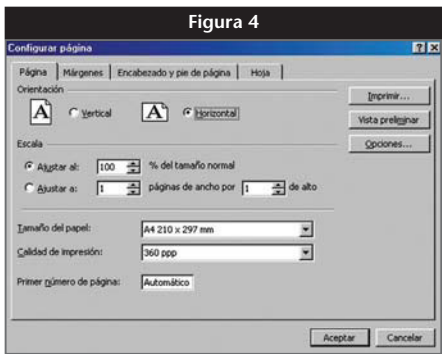 Figura 4
Configurar página
Página Márgenes Encabezado y pie de página Hoja
Orientación
A Vertical A Horizontal
Imprimir...
Vista preliminar
Opciones...
Escala
Ajustar al: 100 % del tamaño normal
Ajustar a: 1 páginas de ancho por 1 de alto
Tamaño del papel: A4 210 x 297 mm
Calidad de impresión: 360 ppp
Primer número de página: Automático
Aceptar Cancelar